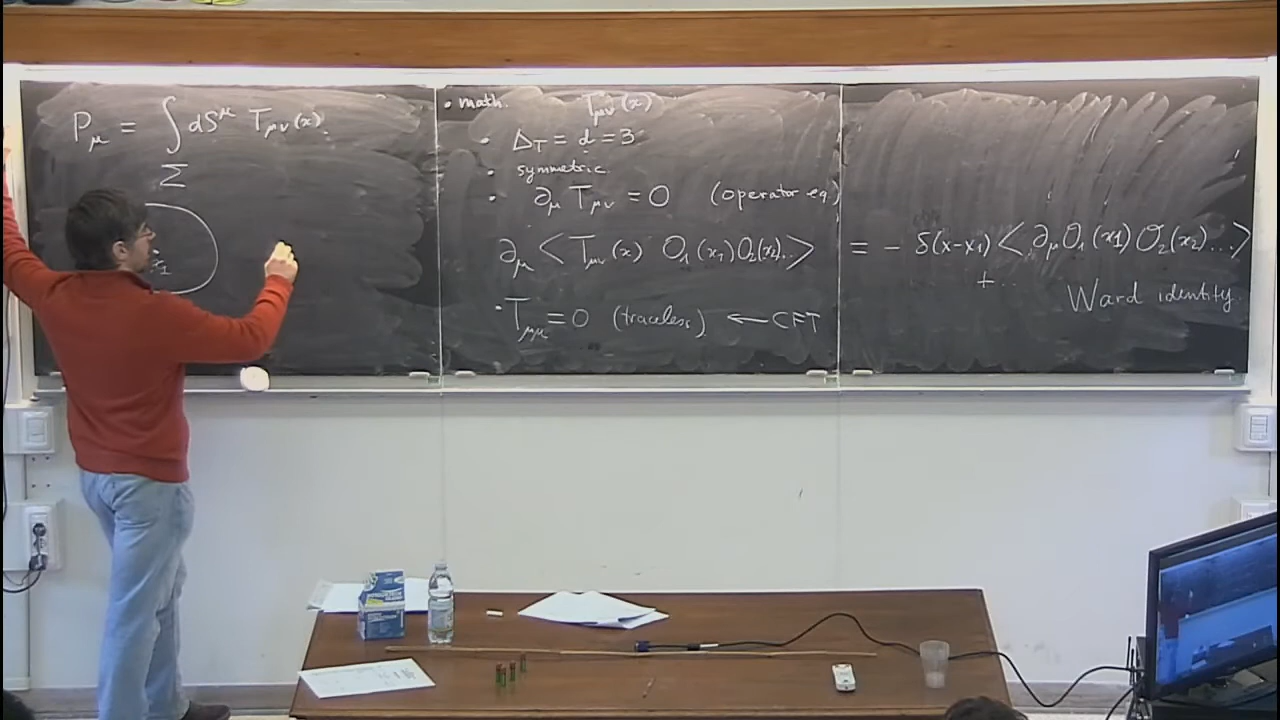 P_μ = ∫_Σ dS^μ T_μν(x).
x_1
• math. T_μν(x)
• Δ_T = d = 3
• symmetric.
• ∂_μ T_μν = 0 (operator eq.)
∂_μ < T_μν(x) O_1(x_1) O_2(x_2)... > = - δ(x-x_1) < ∂_μ O_1(x_1) O_2(x_2)... >
+ ...
Ward identity.
• T_μμ = 0 (traceless) ← CFT